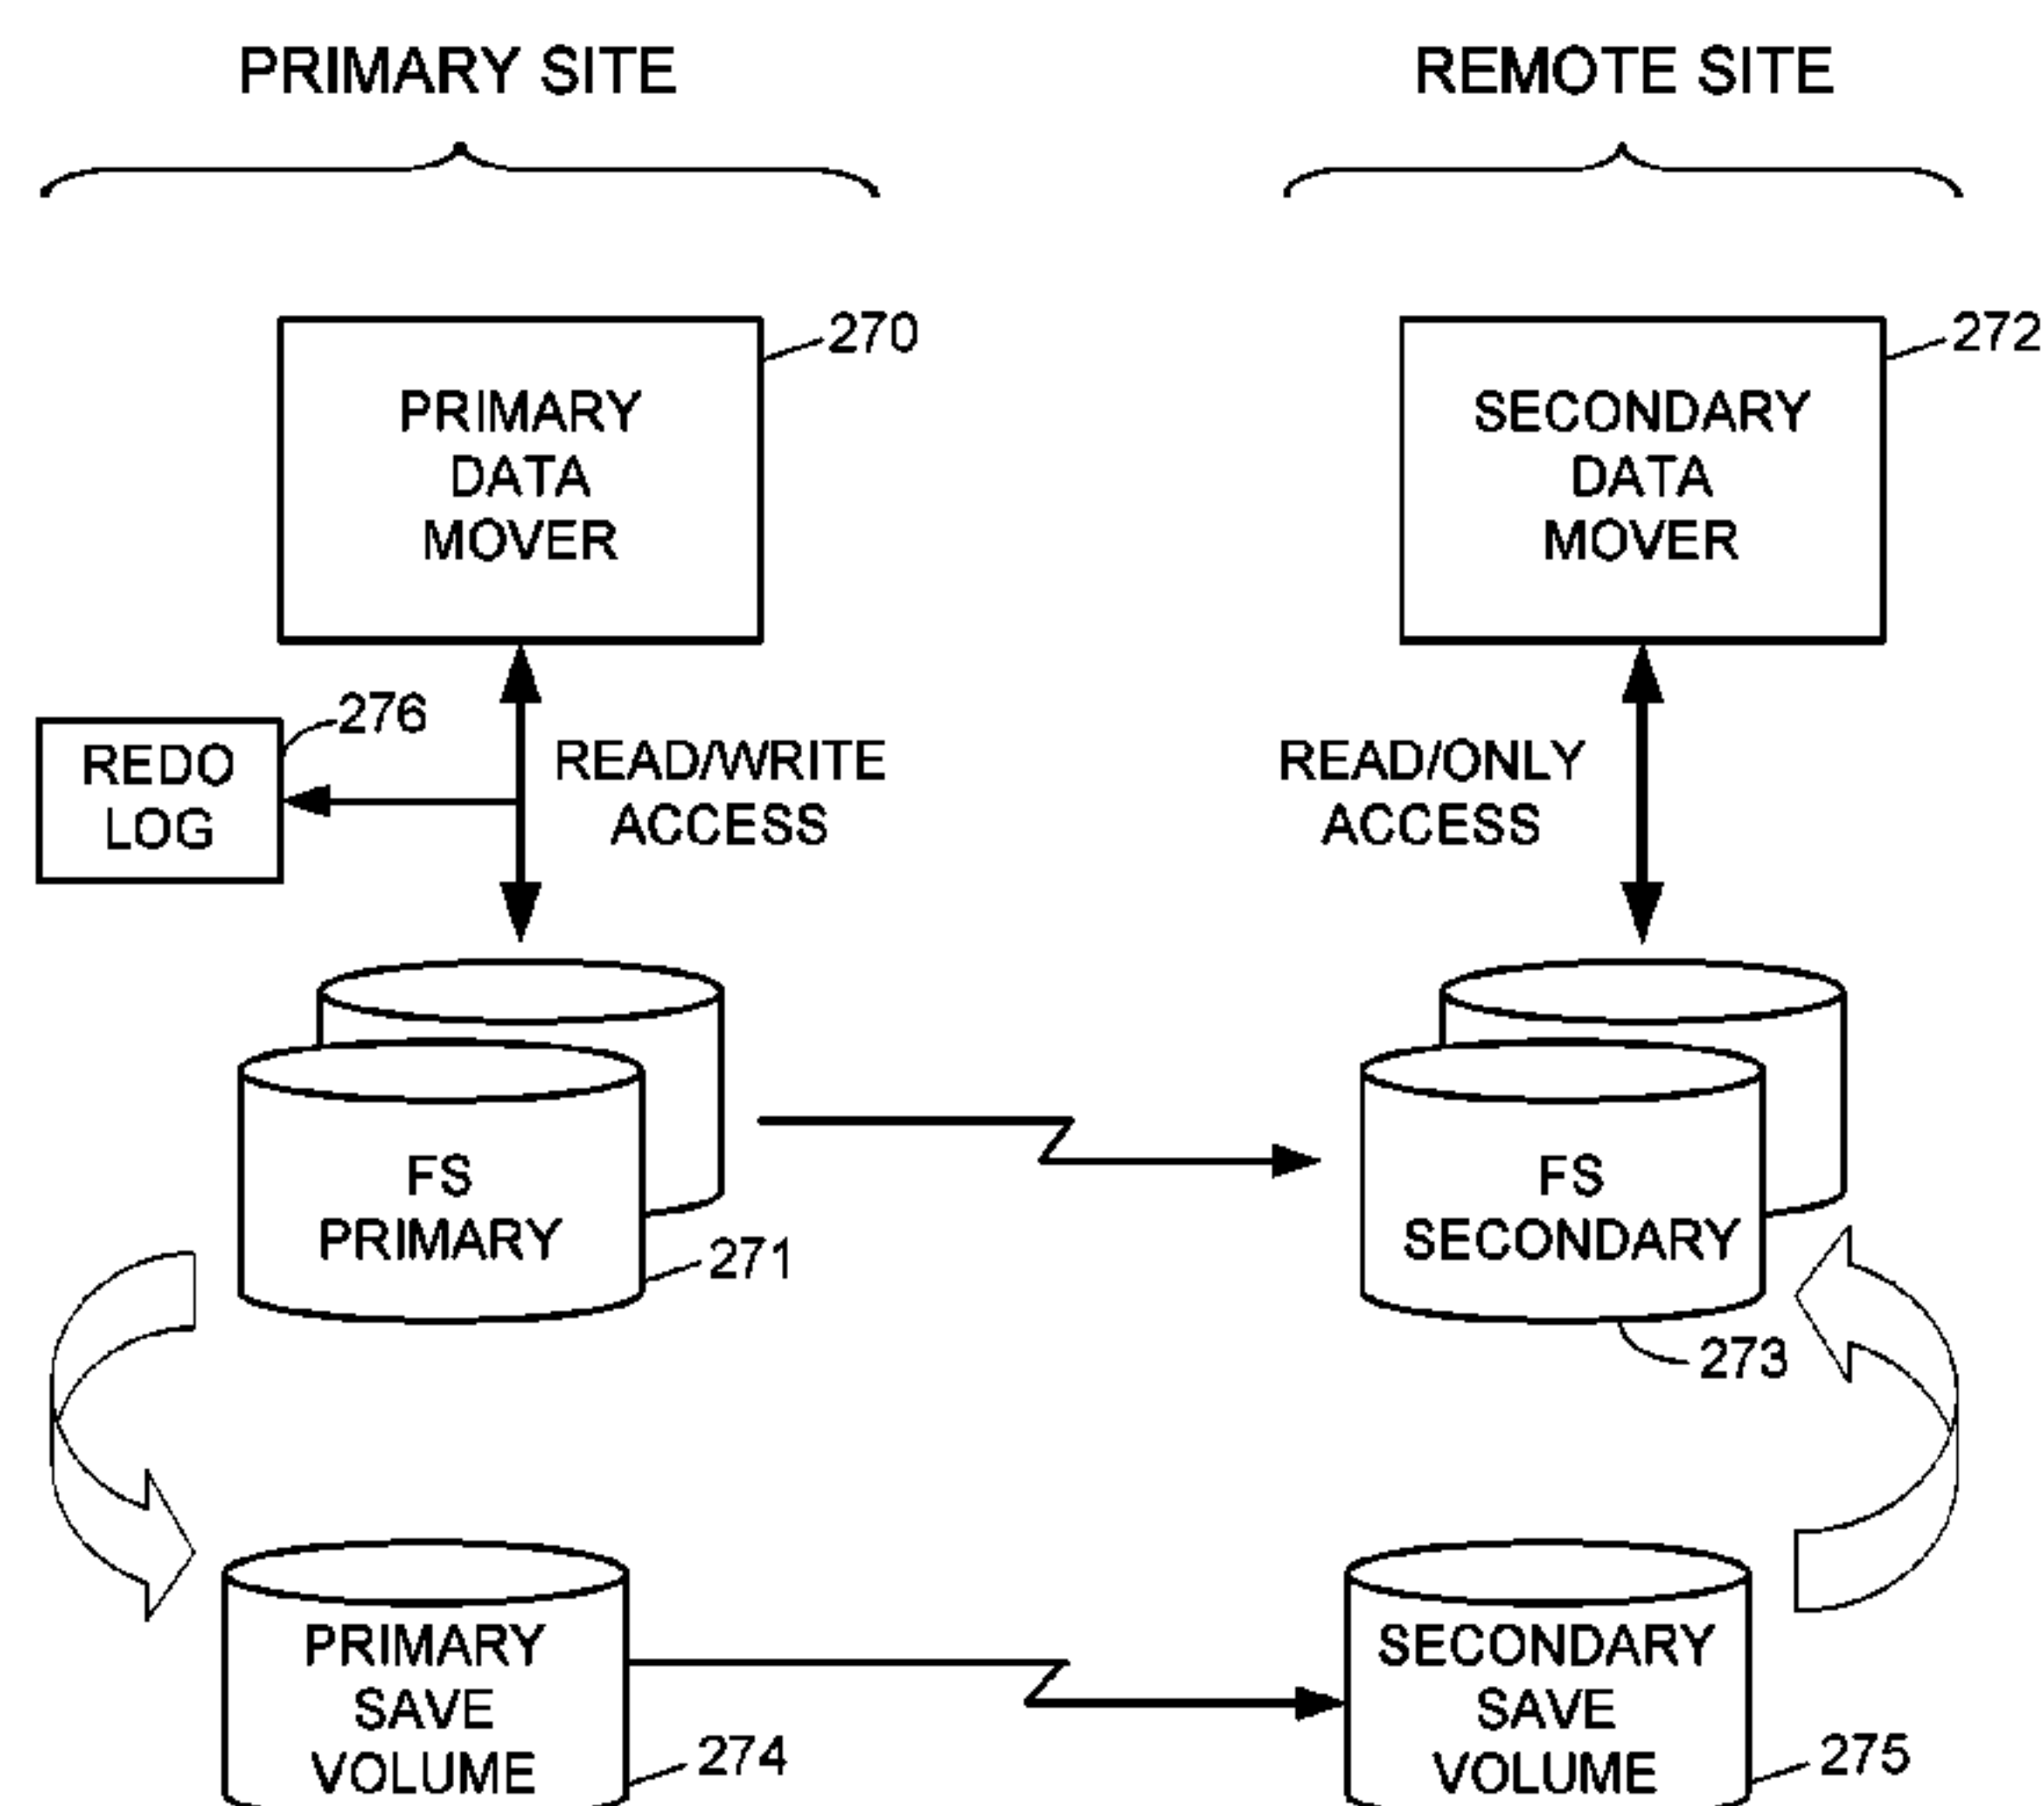 PRIMARY SITE
REMOTE SITE
270
PRIMARY
DATA
MOVER
272
SECONDARY
DATA
MOVER
276
REDO
LOG
READ/WRITE
ACCESS
READ/ONLY
ACCESS
FS
PRIMARY
271
FS
SECONDARY
273
PRIMARY
SAVE
VOLUME
274
SECONDARY
SAVE
VOLUME
275